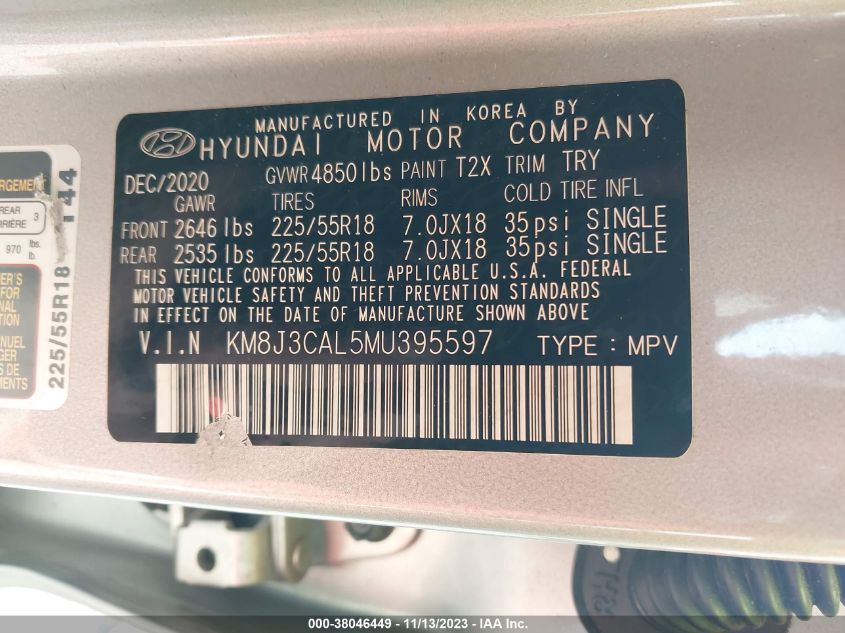 MANUFACTURED IN KOREA BY
HYUNDAI MOTOR COMPANY
DEC/2020 GVWR 4850lbs PAINT T2X TRIM TRY
GAWR TIRES RIMS COLD TIRE INFL
FRONT 2646 lbs 225/55R18 7.0JX18 35psi SINGLE
REAR 2535 lbs 225/55R18 7.0JX18 35psi SINGLE
THIS VEHICLE CONFORMS TO ALL APPLICABLE U.S.A. FEDERAL
MOTOR VEHICLE SAFETY AND THEFT PREVENTION STANDARDS
IN EFFECT ON THE DATE OF MANUFACTURE SHOWN ABOVE
V.I.N KM8J3CAL5MU395597 TYPE : MPV
REAR 3
970 lbs.
lb.
225/55R18
T44
000-38046449 - 11/13/2023 - IAA Inc.